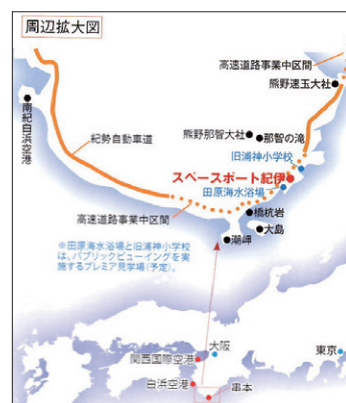 周辺拡大図
高速道路事業中区間
熊野速玉大社
南紀白浜空港
紀勢自動車道
熊野那智大社
那智の滝
旧浦神小学校
スペースポート紀伊
田原海水浴場
高速道路事業中区間
橋杭岩
大島
潮岬
※田原海水浴場と旧浦神小学校
は、パブリックビューイングを実
施するプレミア見学場(予定)。
大阪
関西国際空港
東京
白浜空港
串本